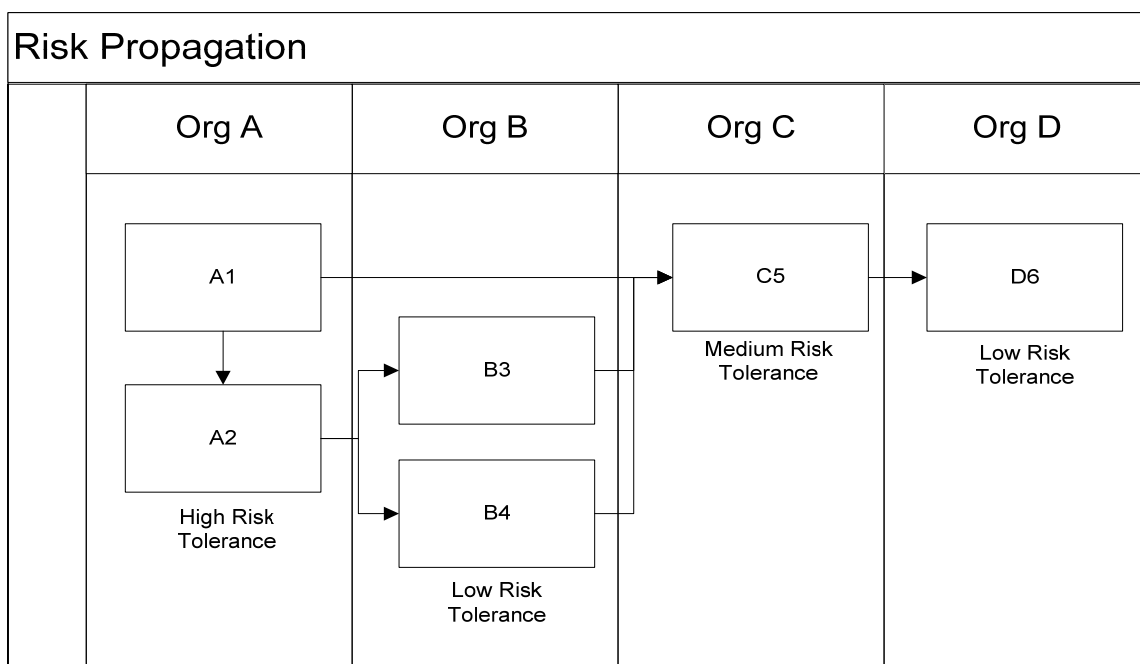 Risk Propagation
Org A
Org B
Org C
Org D
A1
A2
High Risk
Tolerance
B3
B4
Low Risk
Tolerance
C5
Medium Risk
Tolerance
D6
Low Risk
Tolerance